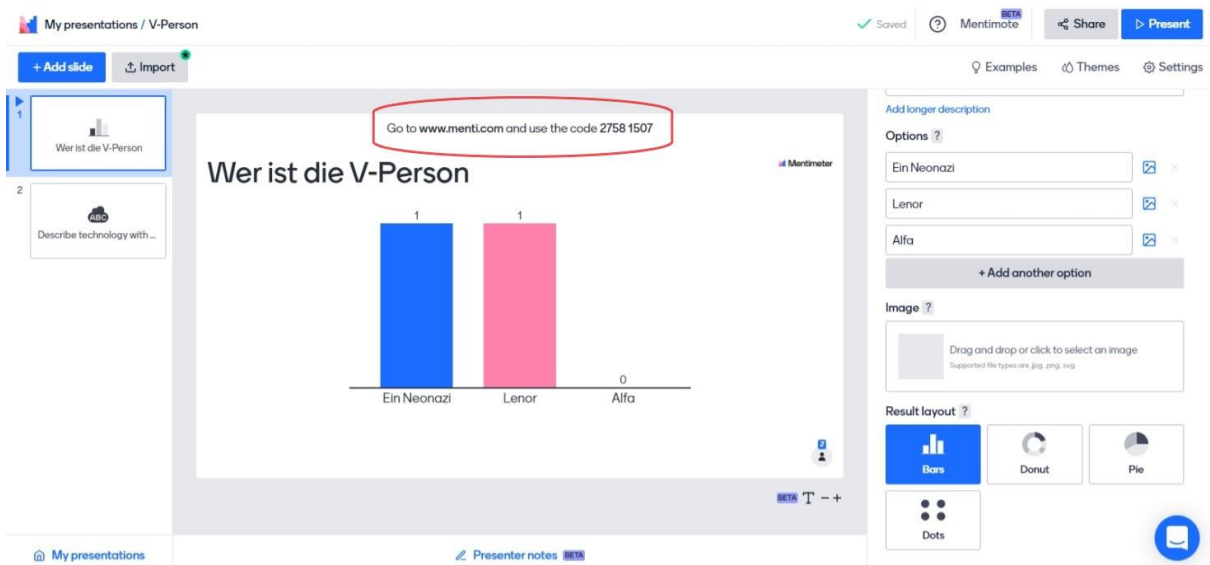 My presentations / V-Person
Saved
?
Mentimote
BETA
Share
Present
+ Add slide
Import
Examples
Themes
Settings
1
Wer ist die V-Person
2
ABC
Describe technology with ...
Go to www.menti.com and use the code 2758 1507
Wer ist die V-Person
Mentimeter
1
1
0
Ein Neonazi
Lenor
Alfa
2
BETA T - +
Add longer description
Options ?
Ein Neonazi
Lenor
Alfa
+ Add another option
Image ?
Drag and drop or click to select an image
Supported file types are jpg, png, svg
Result layout ?
Bars
Donut
Pie
Dots
My presentations
Presenter notes BETA